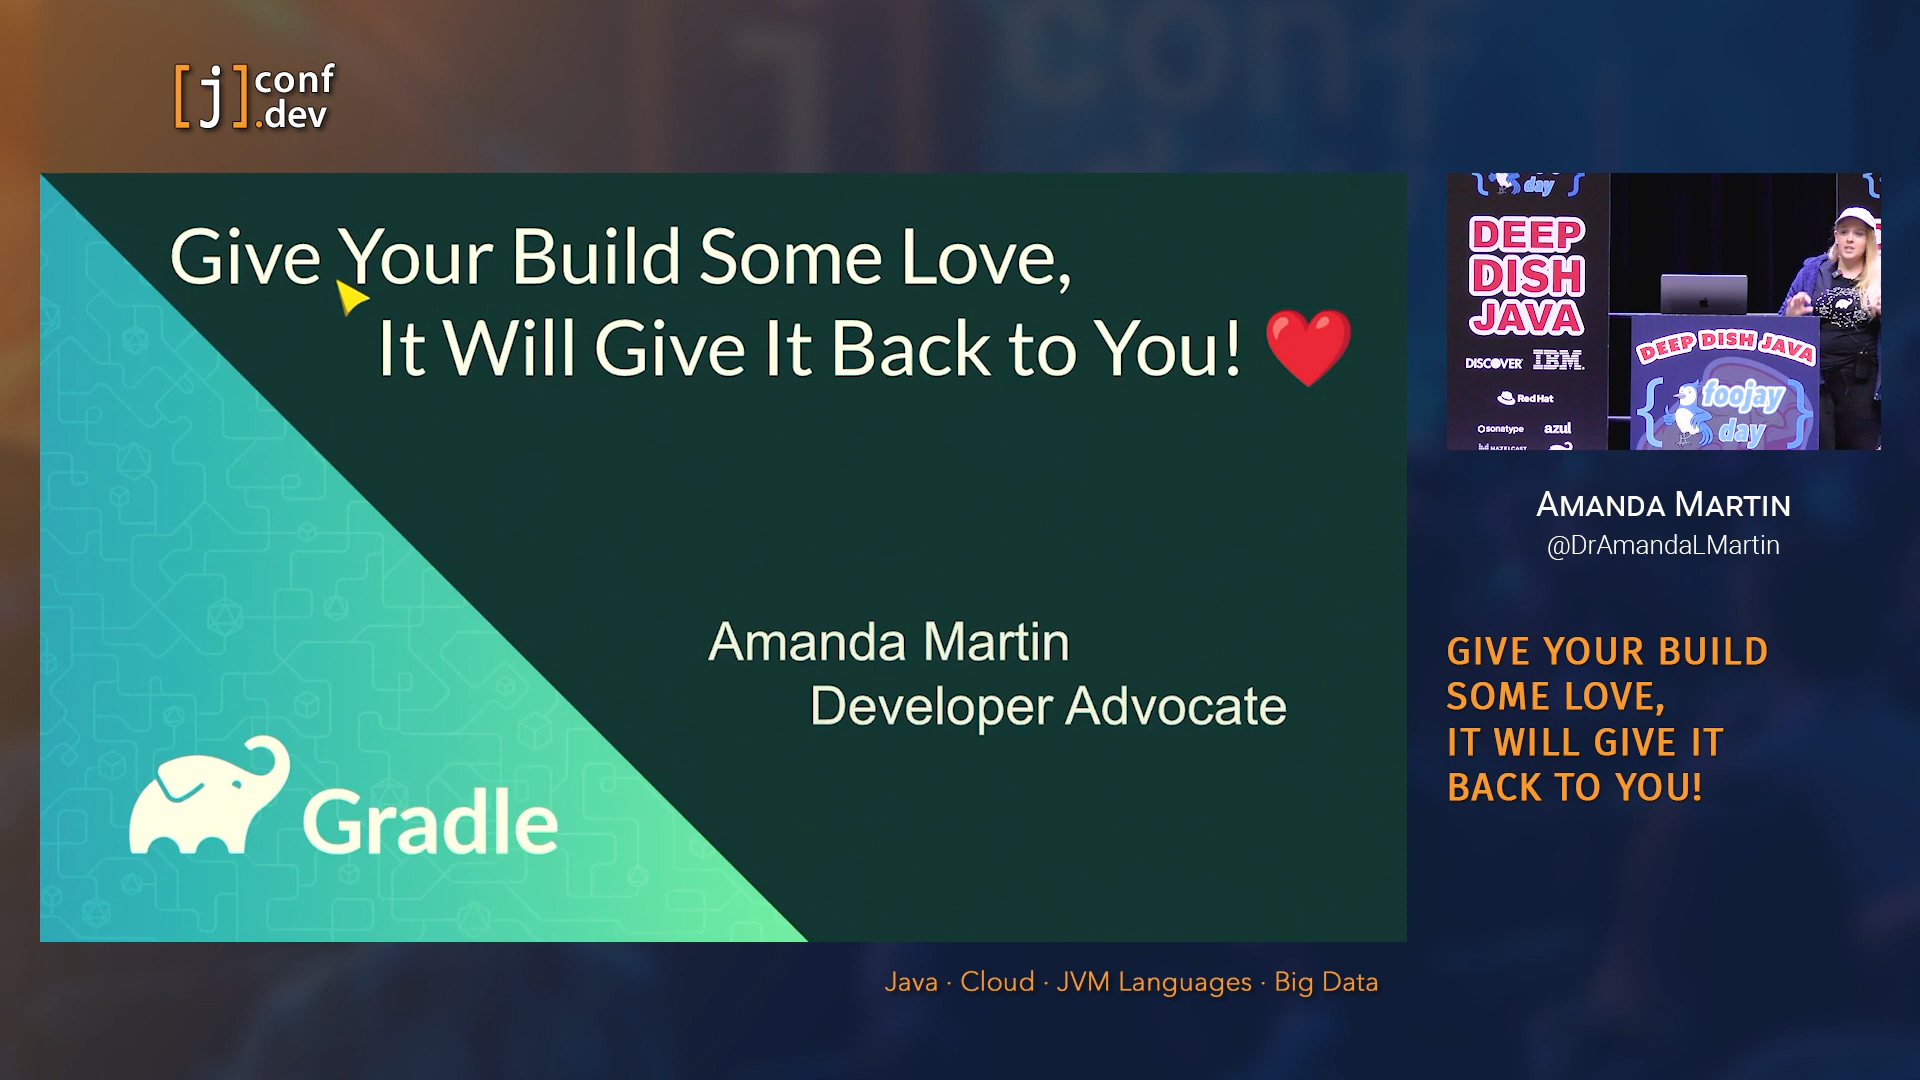 [j]conf
.dev
Give Your Build Some Love,
It Will Give It Back to You! ❤️
Amanda Martin
Developer Advocate
Gradle
day
DEEP
DISH
JAVA
DISCOVER IBM
Red Hat
sonatype azul
HAZELCAST
DEEP DISH JAVA
foojay
day
AMANDA MARTIN
@DrAmandaLMartin
GIVE YOUR BUILD
SOME LOVE,
IT WILL GIVE IT
BACK TO YOU!
Java · Cloud · JVM Languages · Big Data